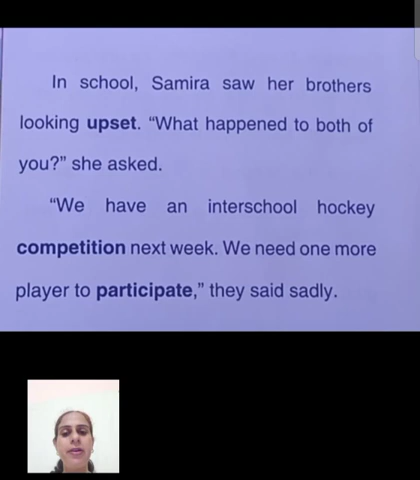 In school, Samira saw her brothers
looking upset. “What happened to both of
you?” she asked.
“We have an interschool hockey
competition next week. We need one more
player to participate,” they said sadly.